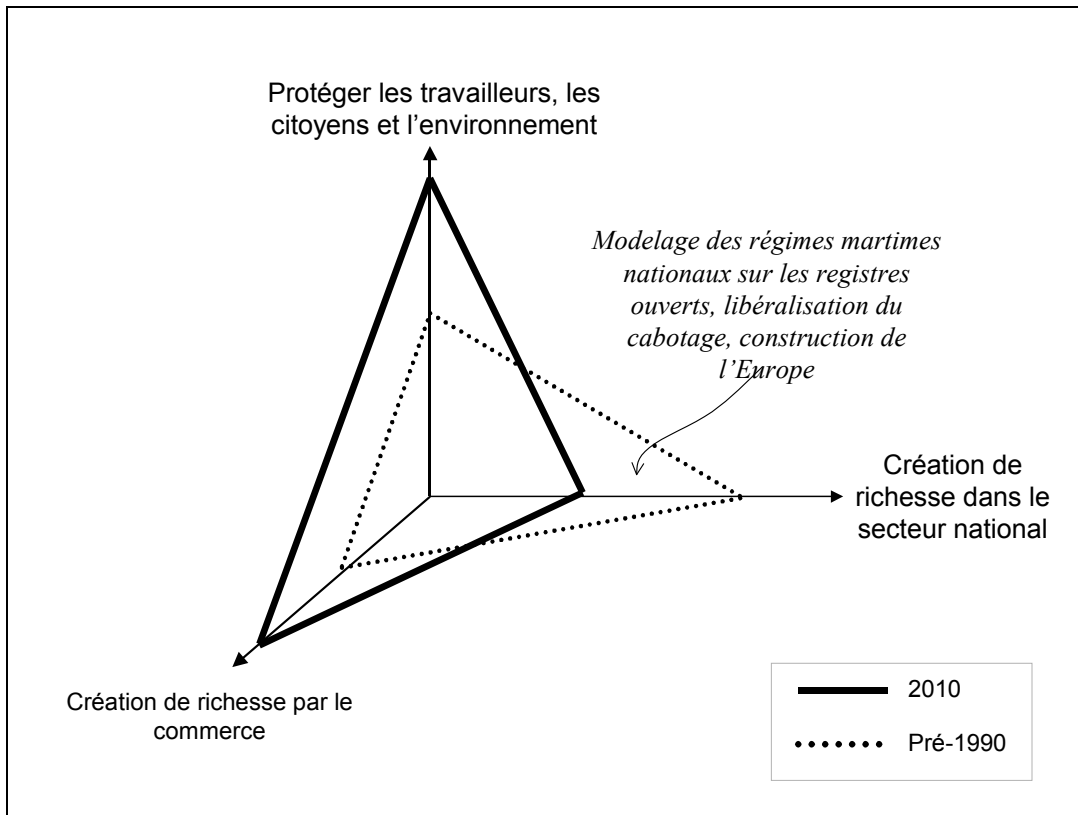 Protéger les travailleurs, les
citoyens et l'environnement
Modelage des régimes martimes
nationaux sur les registres
ouverts, libéralisation du
cabotage, construction de
l'Europe
Création de
richesse dans le
secteur national
Création de richesse par le
commerce
2010
Pré-1990